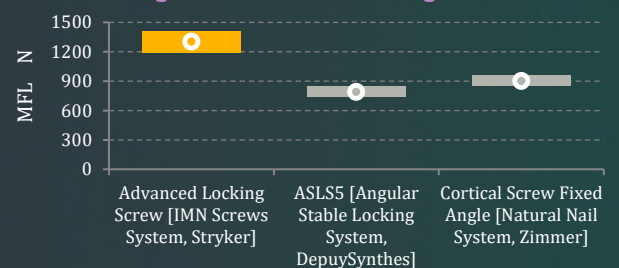 1500
1200
900
600
300
0
MFL N
Advanced Locking
Screw [IMN Screws
System, Stryker]
ASLS5 [Angular
Stable Locking
System,
DepuySynthes]
Cortical Screw Fixed
Angle [Natural Nail
System, Zimmer]